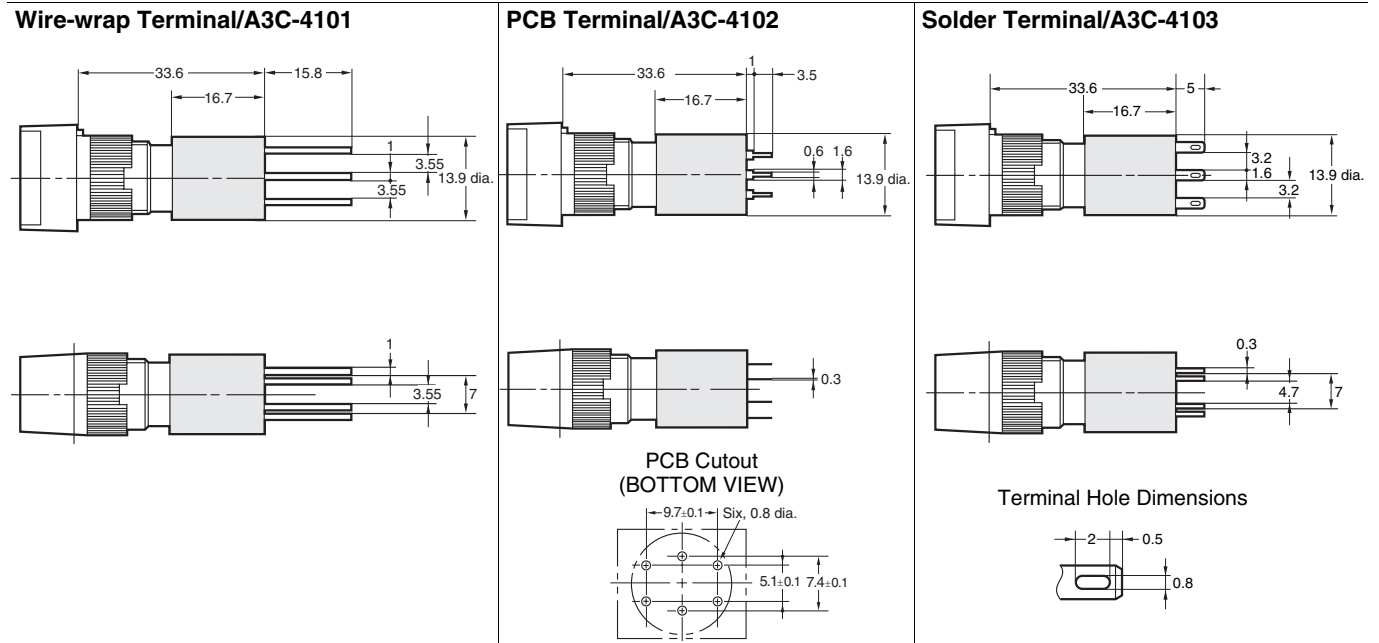 Wire-wrap Terminal/A3C-4101
33.6
15.8
16.7
1
3.55
13.9 dia.
3.55
1
3.55
7
PCB Terminal/A3C-4102
1
33.6
3.5
16.7
0.6 1.6
13.9 dia.
0.3
PCB Cutout
(BOTTOM VIEW)
9.7±0.1
Six, 0.8 dia.
5.1±0.1 7.4±0.1
Solder Terminal/A3C-4103
33.6
5
16.7
3.2
1.6
13.9 dia.
3.2
0.3
4.7
7
Terminal Hole Dimensions
2
0.5
0.8